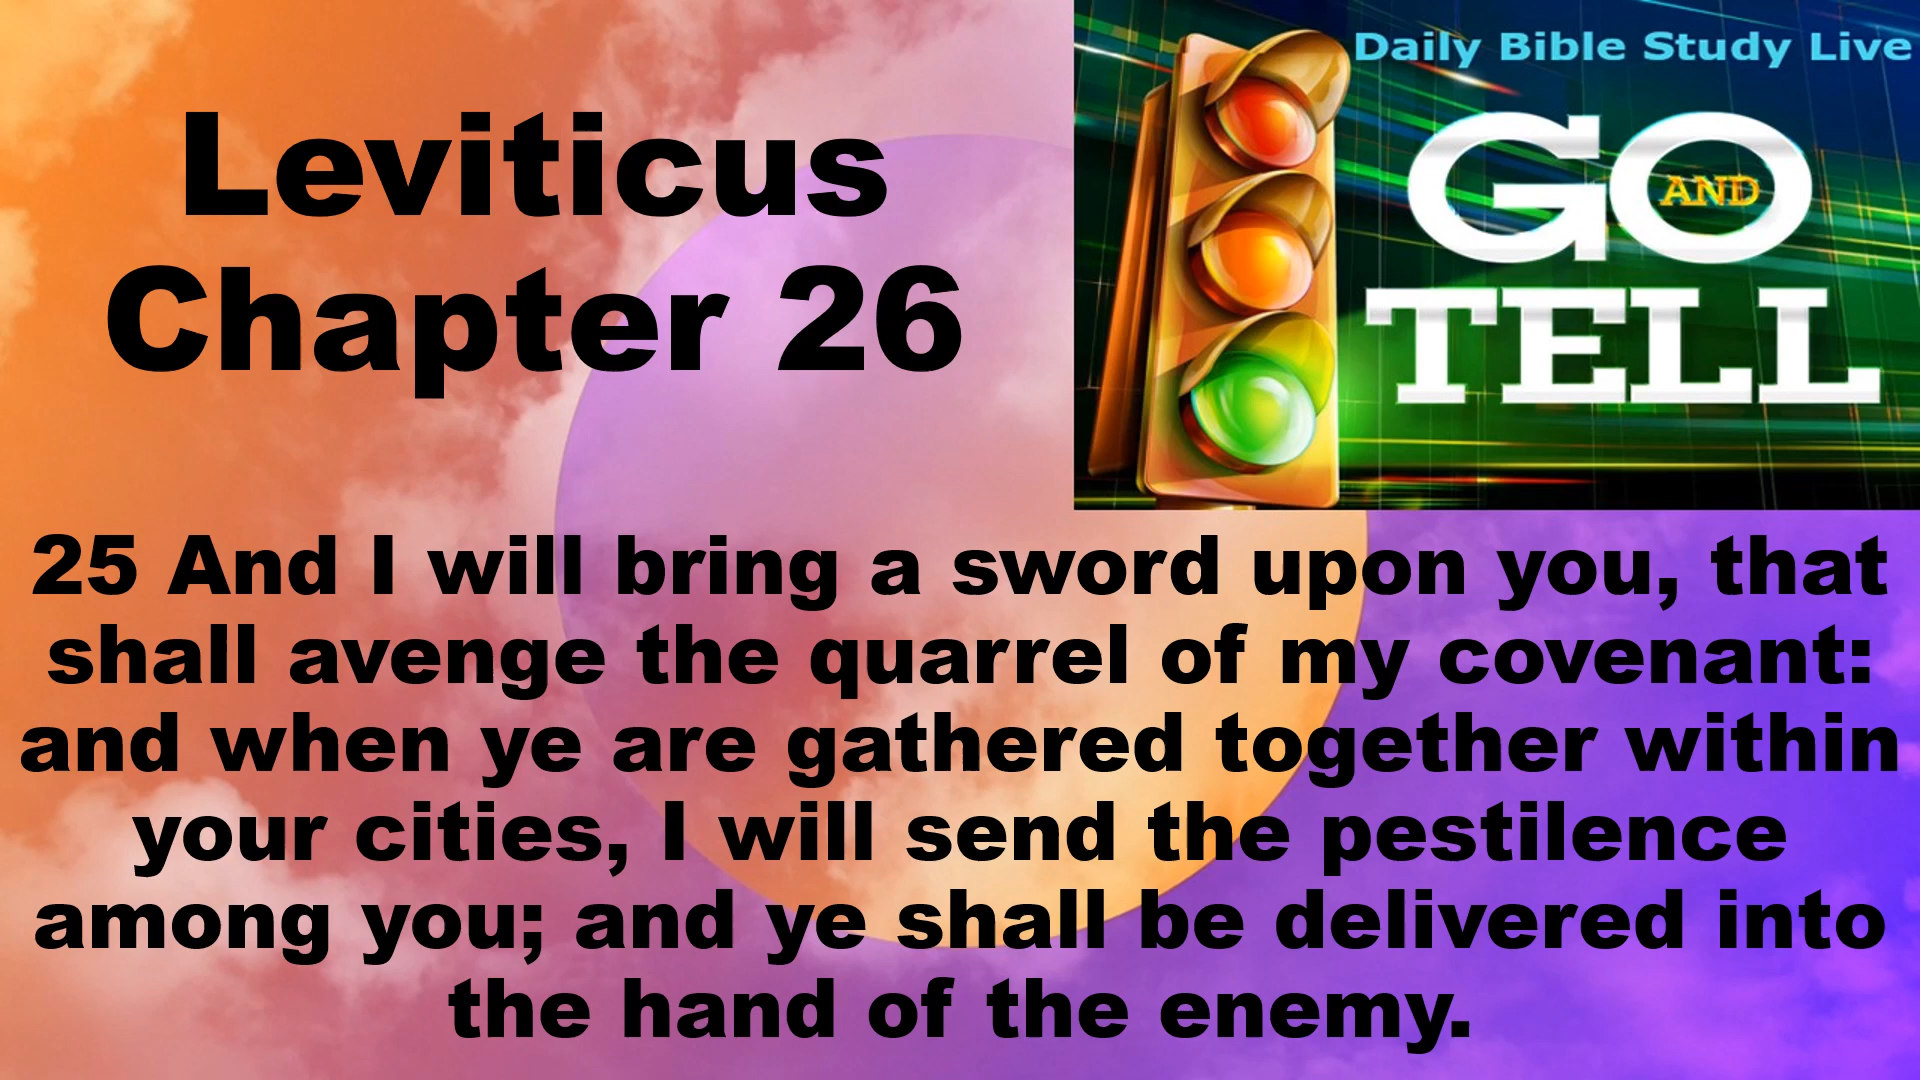 Leviticus
Chapter 26
Daily Bible Study Live
GO
AND
TELL
25 And I will bring a sword upon you, that
shall avenge the quarrel of my covenant:
and when ye are gathered together within
your cities, I will send the pestilence
among you; and ye shall be delivered into
the hand of the enemy.